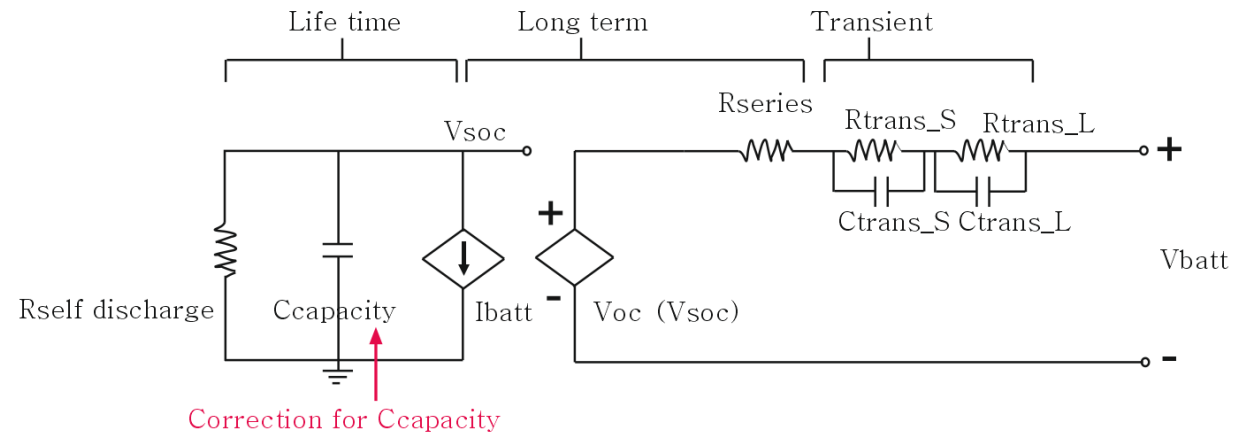 Life time
Long term
Transient
Rseries
Rtrans_S
Rtrans_L
Vsoc
+
Ctrans_S
Ctrans_L
+
Vbatt
Rself discharge
Ccapacity
Ibatt
-
Voc (Vsoc)
-
Correction for Ccapacity